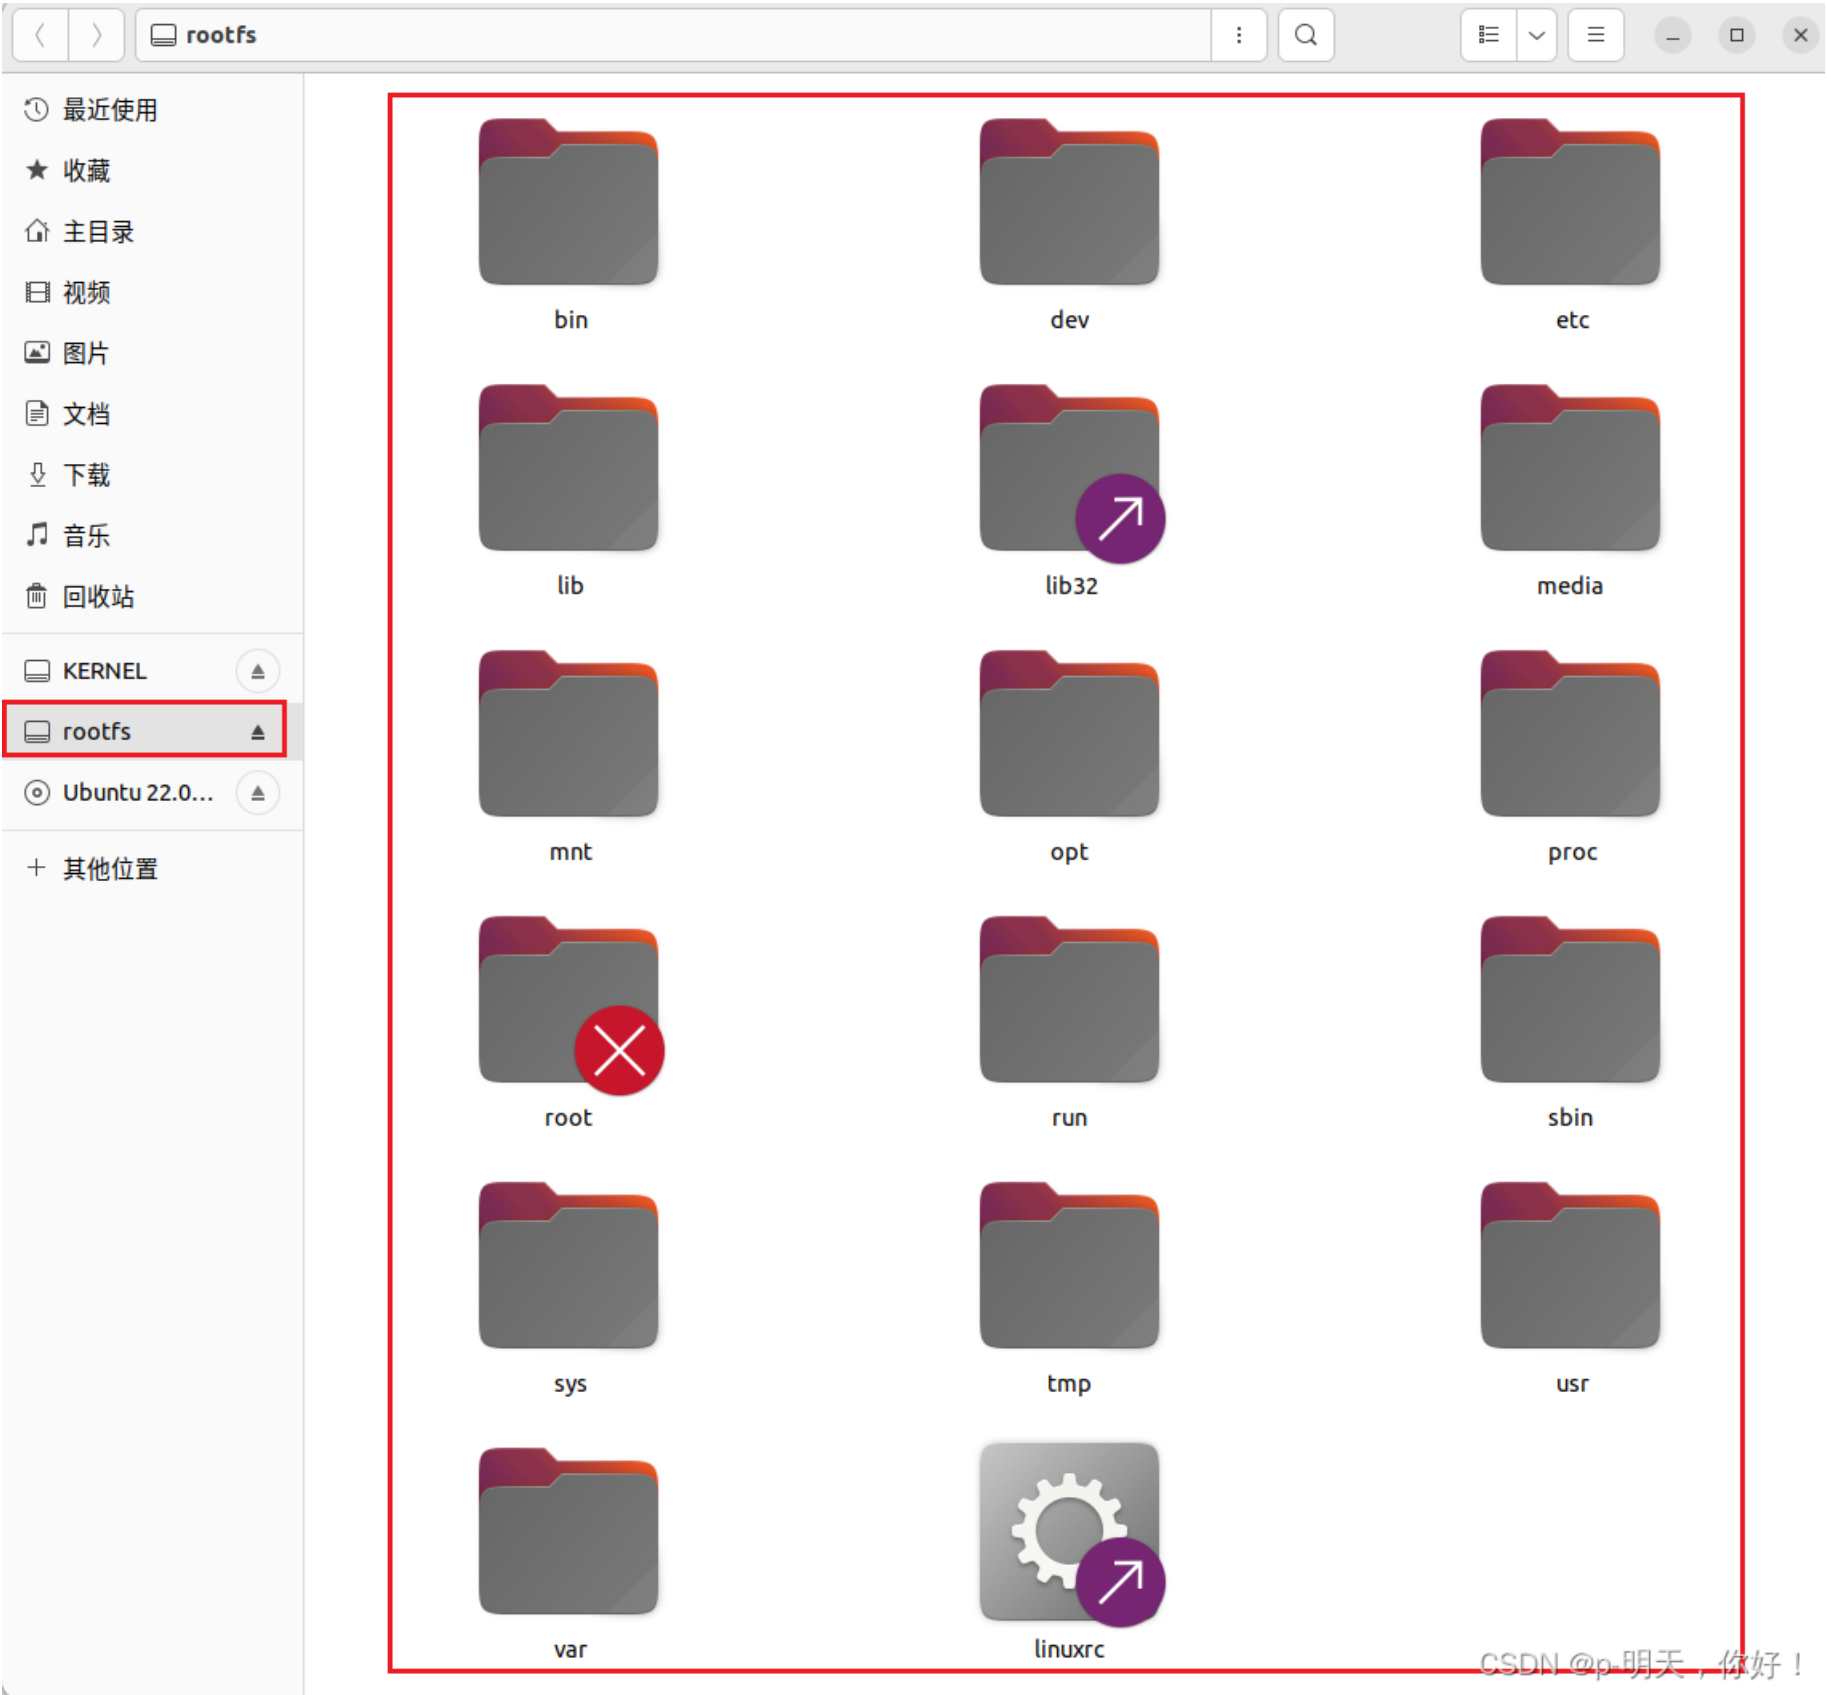 rootfs
最近使用
收藏
主目录
视频
图片
文档
下载
音乐
回收站
KERNEL
rootfs
Ubuntu 22.0...
其他位置
bin dev etc
lib lib32 media
mnt opt proc
root run sbin
sys tmp usr
var linuxrc
CSDN @p-明天，你好！